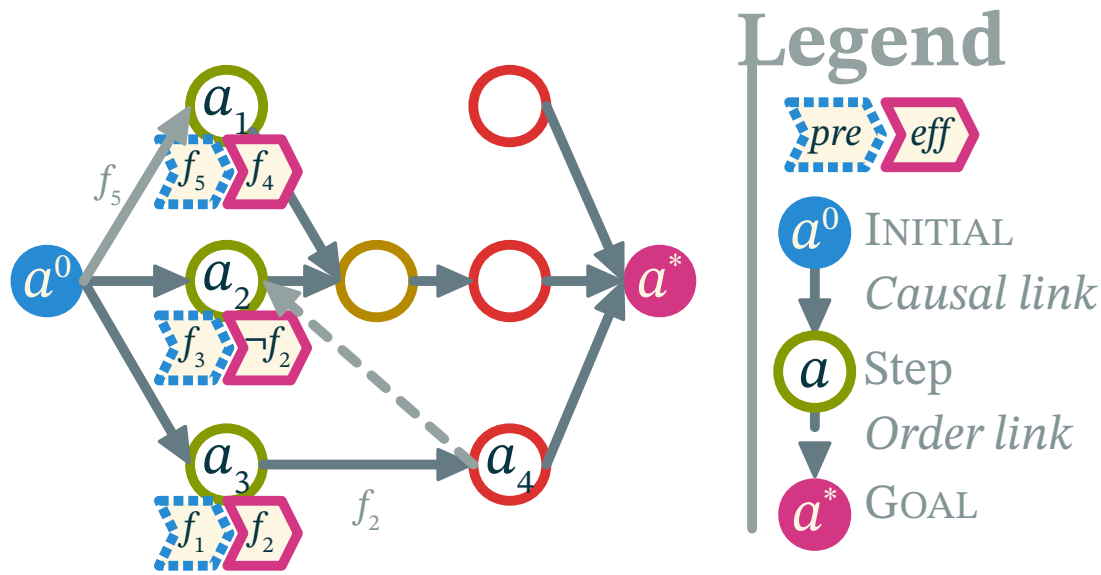 Legend
a₁
pre eff
f₅
f₅ f₄
a⁰ INITIAL
a⁰
a₂
a*
Causal link
f₃ ¬f₂
a Step
Order link
a₃
a₄
f₂
a* GOAL
f₁ f₂